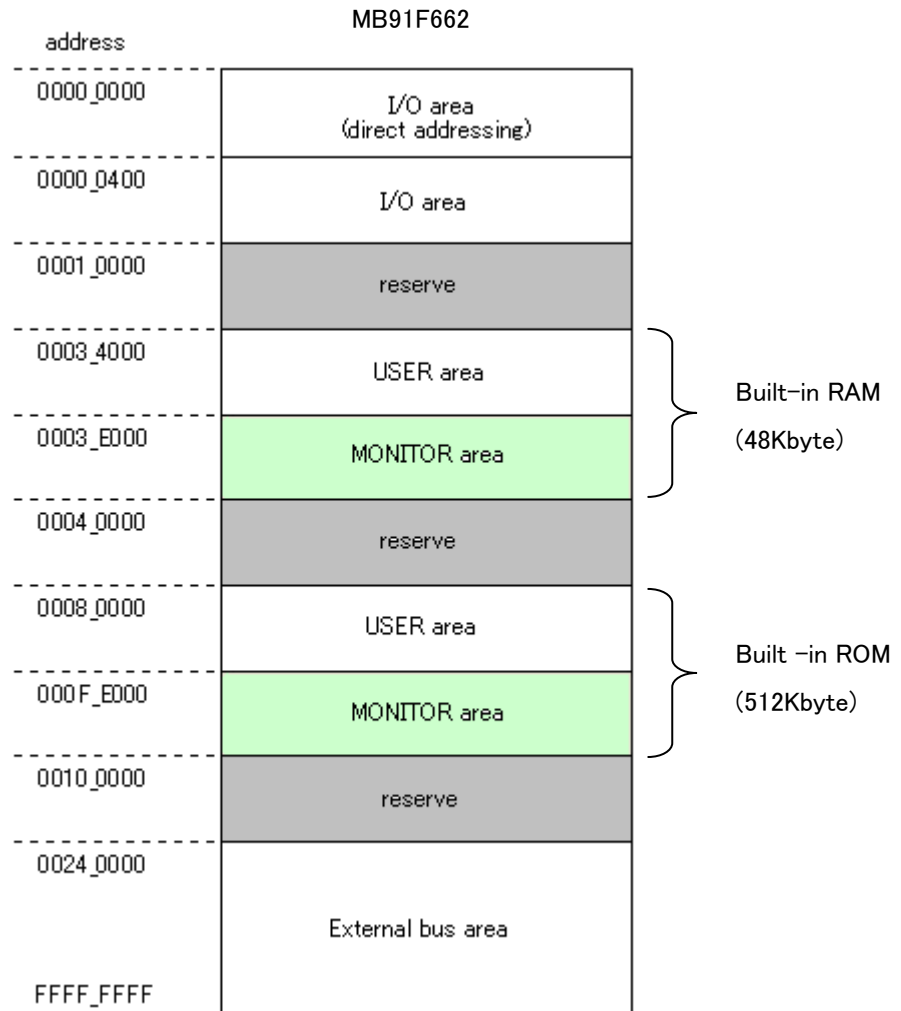 MB91F662
address
0000_0000
I/O area
(direct addressing)
0000_0400
I/O area
0001_0000
reserve
0003_4000
USER area
Built-in RAM
(48Kbyte)
0003_E000
MONITOR area
0004_0000
reserve
0008_0000
USER area
Built -in ROM
(512Kbyte)
000F_E000
MONITOR area
0010_0000
reserve
0024_0000
External bus area
FFFF_FFFF